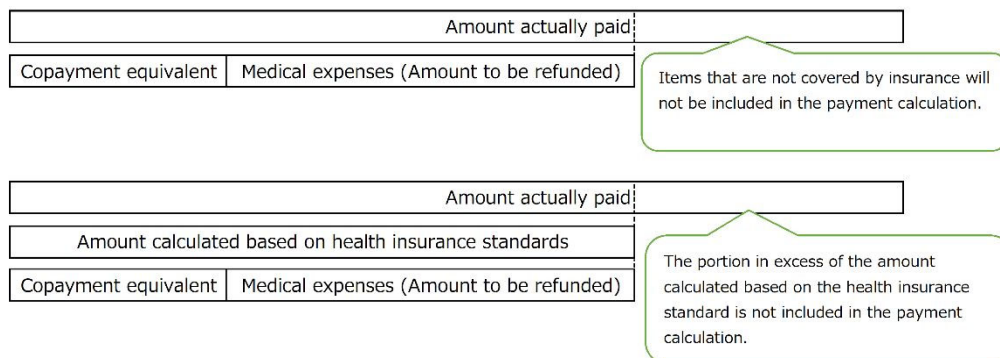 Amount actually paid
Copayment equivalent Medical expenses (Amount to be refunded)
Items that are not covered by insurance will
not be included in the payment calculation.
Amount actually paid
Amount calculated based on health insurance standards
Copayment equivalent Medical expenses (Amount to be refunded)
The portion in excess of the amount
calculated based on the health insurance
standard is not included in the payment
calculation.